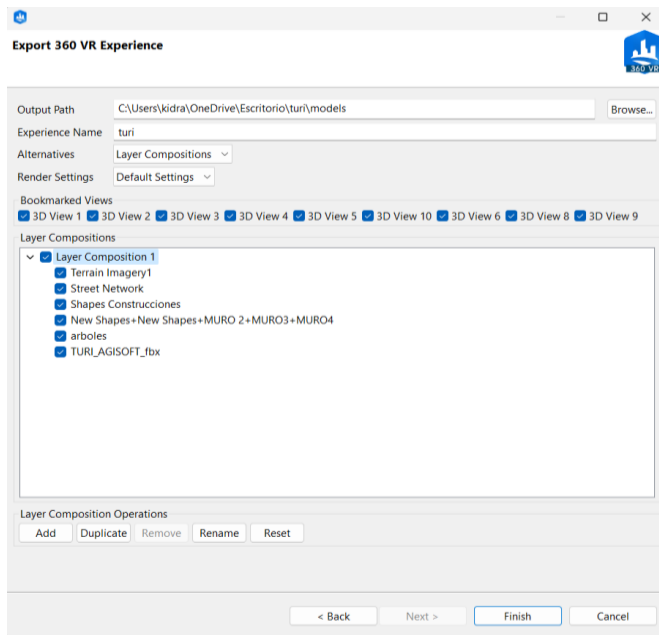 Export 360 VR Experience
360 VR
Output Path C:\Users\kidra\OneDrive\Escritorio\turi\models Browse...
Experience Name turi
Alternatives Layer Compositions
Render Settings Default Settings
Bookmarked Views
3D View 1 3D View 2 3D View 3 3D View 4 3D View 5 3D View 10 3D View 6 3D View 8 3D View 9
Layer Compositions
Layer Composition 1
Terrain Imagery1
Street Network
Shapes Construcciones
New Shapes+New Shapes+MURO 2+MURO3+MURO4
arboles
TURI_AGISOFT_fbx
Layer Composition Operations
Add Duplicate Remove Rename Reset
< Back Next > Finish Cancel